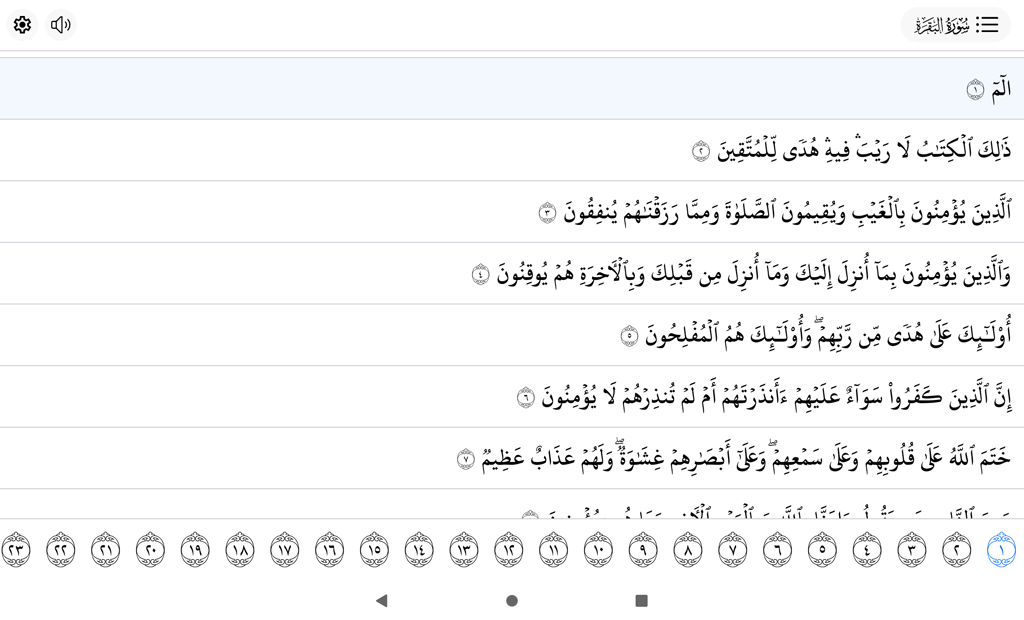 سُورَةُ البَقَرَةِ
الٓمٓ ١
ذَٰلِكَ ٱلۡكِتَٰبُ لَا رَيۡبَۛ فِيهِۛ هُدٗى لِّلۡمُتَّقِينَ ٢
ٱلَّذِينَ يُؤۡمِنُونَ بِٱلۡغَيۡبِ وَيُقِيمُونَ ٱلصَّلَوٰةَ وَمِمَّا رَزَقۡنَٰهُمۡ يُنفِقُونَ ٣
وَٱلَّذِينَ يُؤۡمِنُونَ بِمَآ أُنزِلَ إِلَيۡكَ وَمَآ أُنزِلَ مِن قَبۡلِكَ وَبِٱلۡأٓخِرَةِ هُمۡ يُوقِنُونَ ٤
أُوْلَٰٓئِكَ عَلَىٰ هُدٗى مِّن رَّبِّهِمۡۖ وَأُوْلَٰٓئِكَ هُمُ ٱلۡمُفۡلِحُونَ ٥
إِنَّ ٱلَّذِينَ كَفَرُواْ سَوَآءٌ عَلَيۡهِمۡ ءَأَنذَرۡتَهُمۡ أَمۡ لَمۡ تُنذِرۡهُمۡ لَا يُؤۡمِنُونَ ٦
خَتَمَ ٱللَّهُ عَلَىٰ قُلُوبِهِمۡ وَعَلَىٰ سَمۡعِهِمۡۖ وَعَلَىٰٓ أَبۡصَٰرِهِمۡ غِشَٰوَةٞۖ وَلَهُمۡ عَذَابٌ عَظِيمٞ ٧
١ ٢ ٣ ٤ ٥ ٦ ٧ ٨ ٩ ١٠ ١١ ١٢ ١٣ ١٤ ١٥ ١٦ ١٧ ١٨ ١٩ ٢٠ ٢١ ٢٢ ٢٣